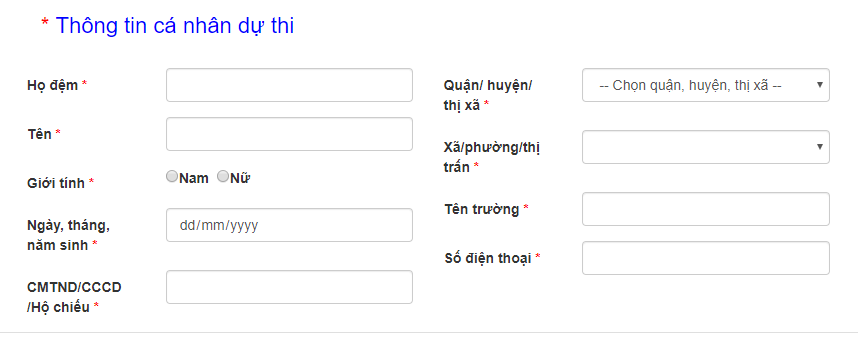 * Thông tin cá nhân dự thi
Họ đệm *
Tên *
Giới tính *
Nam Nữ
Ngày, tháng,
năm sinh *
dd/mm/yyyy
CMTND/CCCD
/Hộ chiếu *
Quận/ huyện/
thị xã *
-- Chọn quận, huyện, thị xã --
Xã/phường/thị
trấn *
Tên trường *
Số điện thoại *